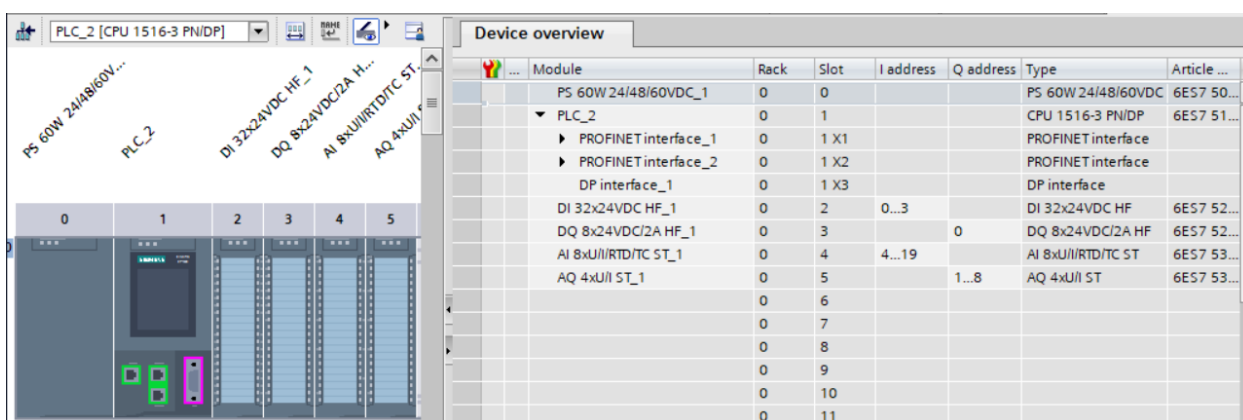 PLC_2 [CPU 1516-3 PN/DP]
PS 60W 24/48/60V...
PLC_2
DI 32x24VDC HF_1
DQ 8x24VDC/2A H...
AI 8xU/I/RTD/TC ST...
AQ 4xU/I
0 1 2 3 4 5
SIEMENS
Device overview
... Module Rack Slot I address Q address Type Article ...
PS 60W 24/48/60VDC_1 0 0 PS 60W 24/48/60VDC 6ES7 50...
PLC_2 0 1 CPU 1516-3 PN/DP 6ES7 51...
PROFINET interface_1 0 1 X1 PROFINET interface
PROFINET interface_2 0 1 X2 PROFINET interface
DP interface_1 0 1 X3 DP interface
DI 32x24VDC HF_1 0 2 0...3 DI 32x24VDC HF 6ES7 52...
DQ 8x24VDC/2A HF_1 0 3 0 DQ 8x24VDC/2A HF 6ES7 52...
AI 8xU/I/RTD/TC ST_1 0 4 4...19 AI 8xU/I/RTD/TC ST 6ES7 53...
AQ 4xU/I ST_1 0 5 1...8 AQ 4xU/I ST 6ES7 53...
0 6
0 7
0 8
0 9
0 10
0 11